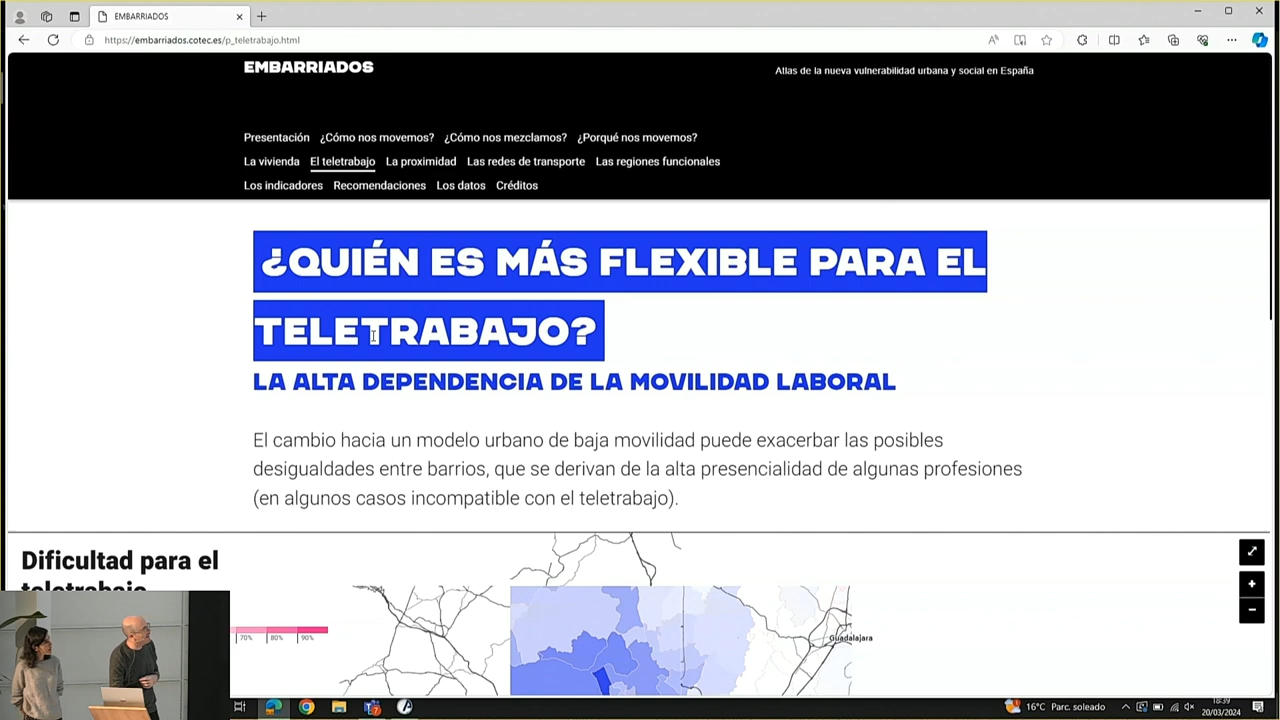 EMBARRIADOS
https://embarriados.cotec.es/p_teletrabajo.html
EMBARRIADOS
Atlas de la nueva vulnerabilidad urbana y social en España
Presentación ¿Cómo nos movemos? ¿Cómo nos mezclamos? ¿Porqué nos movemos?
La vivienda El teletrabajo La proximidad Las redes de transporte Las regiones funcionales
Los indicadores Recomendaciones Los datos Créditos
¿QUIÉN ES MÁS FLEXIBLE PARA EL
TELETRABAJO?
LA ALTA DEPENDENCIA DE LA MOVILIDAD LABORAL
El cambio hacia un modelo urbano de baja movilidad puede exacerbar las posibles
desigualdades entre barrios, que se derivan de la alta presencialidad de algunas profesiones
(en algunos casos incompatible con el teletrabajo).
Dificultad para el
teletrabajo
70% 80% 90%
Guadalajara
16°C Parc. soleado
18:39
20/03/2024